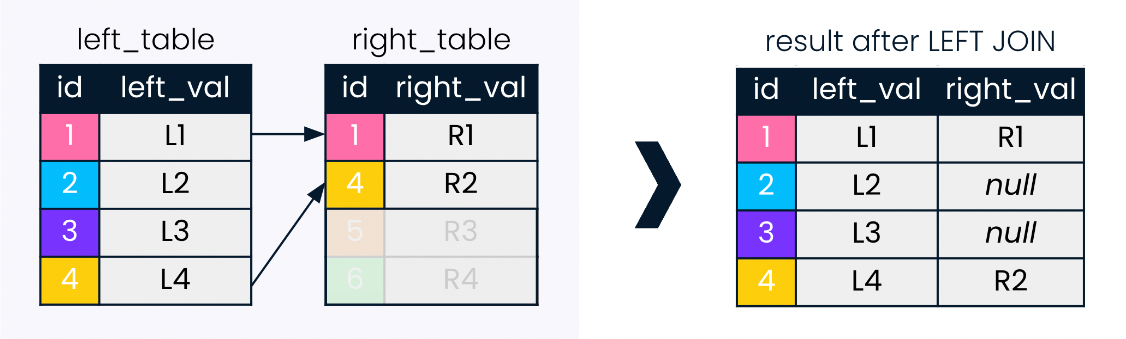 left_table
id left_val
1 L1
2 L2
3 L3
4 L4
right_table
id right_val
1 R1
4 R2
5 R3
6 R4
result after LEFT JOIN
id left_val right_val
1 L1 R1
2 L2 null
3 L3 null
4 L4 R2